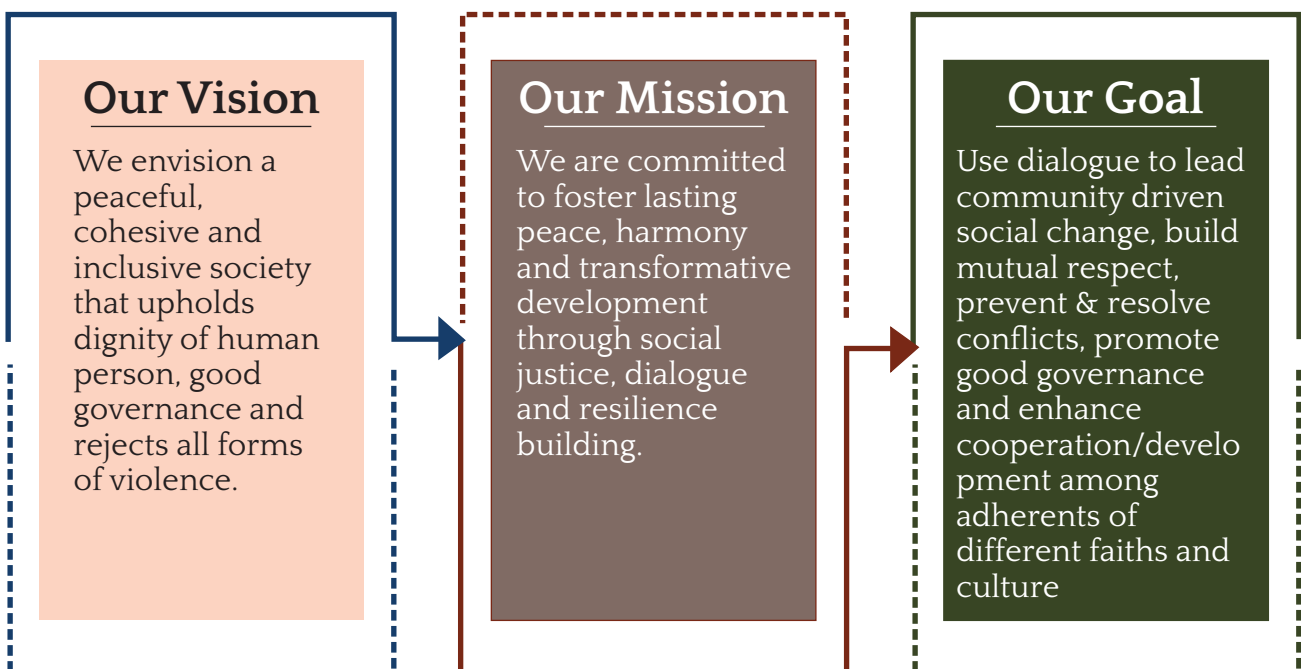 Our Vision
We envision a
peaceful,
cohesive and
inclusive society
that upholds
dignity of human
person, good
governance and
rejects all forms
of violence.
Our Mission
We are committed
to foster lasting
peace, harmony
and transformative
development
through social
justice, dialogue
and resilience
building.
Our Goal
Use dialogue to lead
community driven
social change, build
mutual respect,
prevent & resolve
conflicts, promote
good governance
and enhance
cooperation/develo
pment among
adherents of
different faiths and
culture